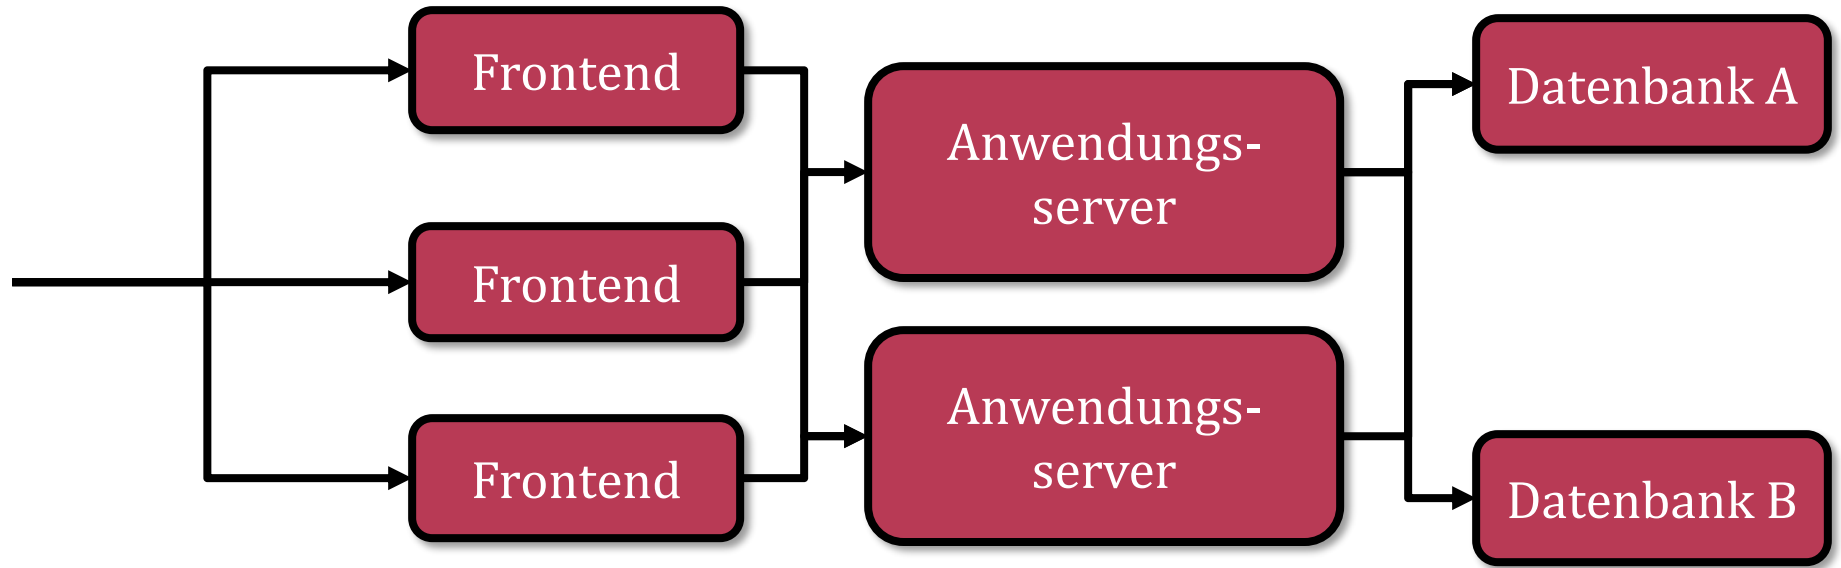 Frontend
Frontend
Frontend
Anwendungs-
server
Anwendungs-
server
Datenbank A
Datenbank B